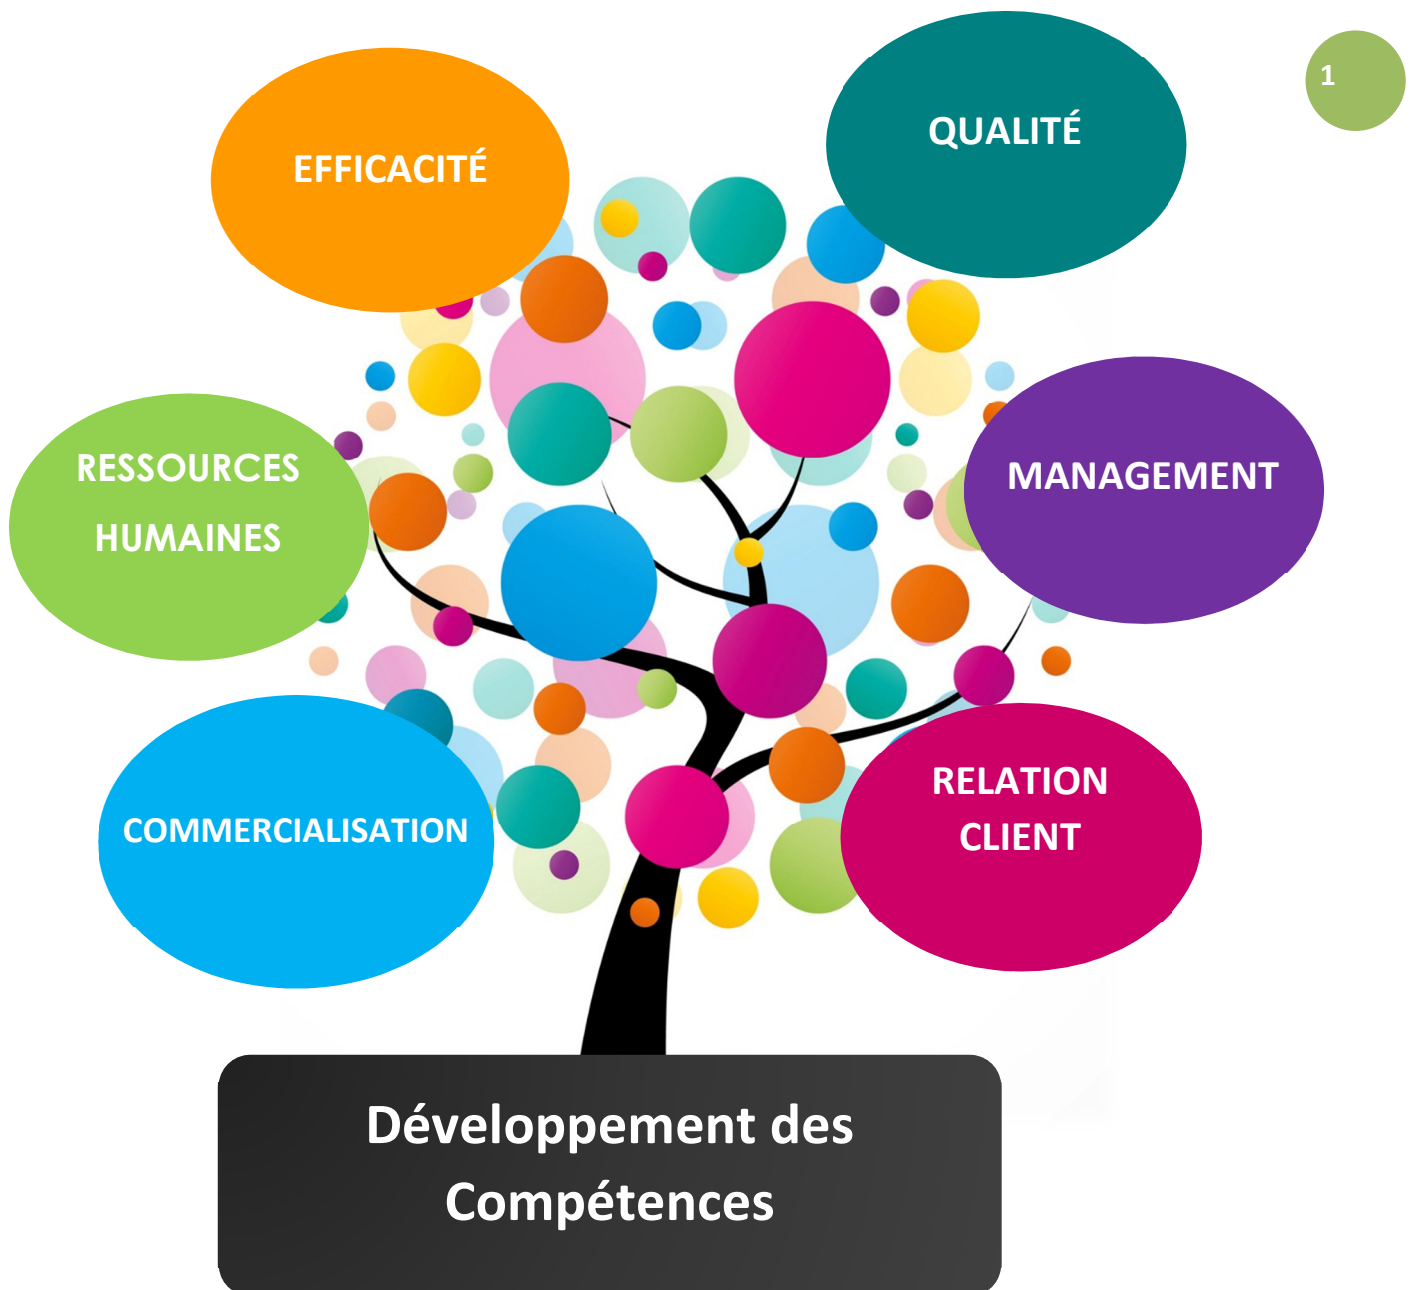 1
EFFICACITÉ
QUALITÉ
RESSOURCES
HUMAINES
MANAGEMENT
COMMERCIALISATION
RELATION
CLIENT
Développement des
Compétences